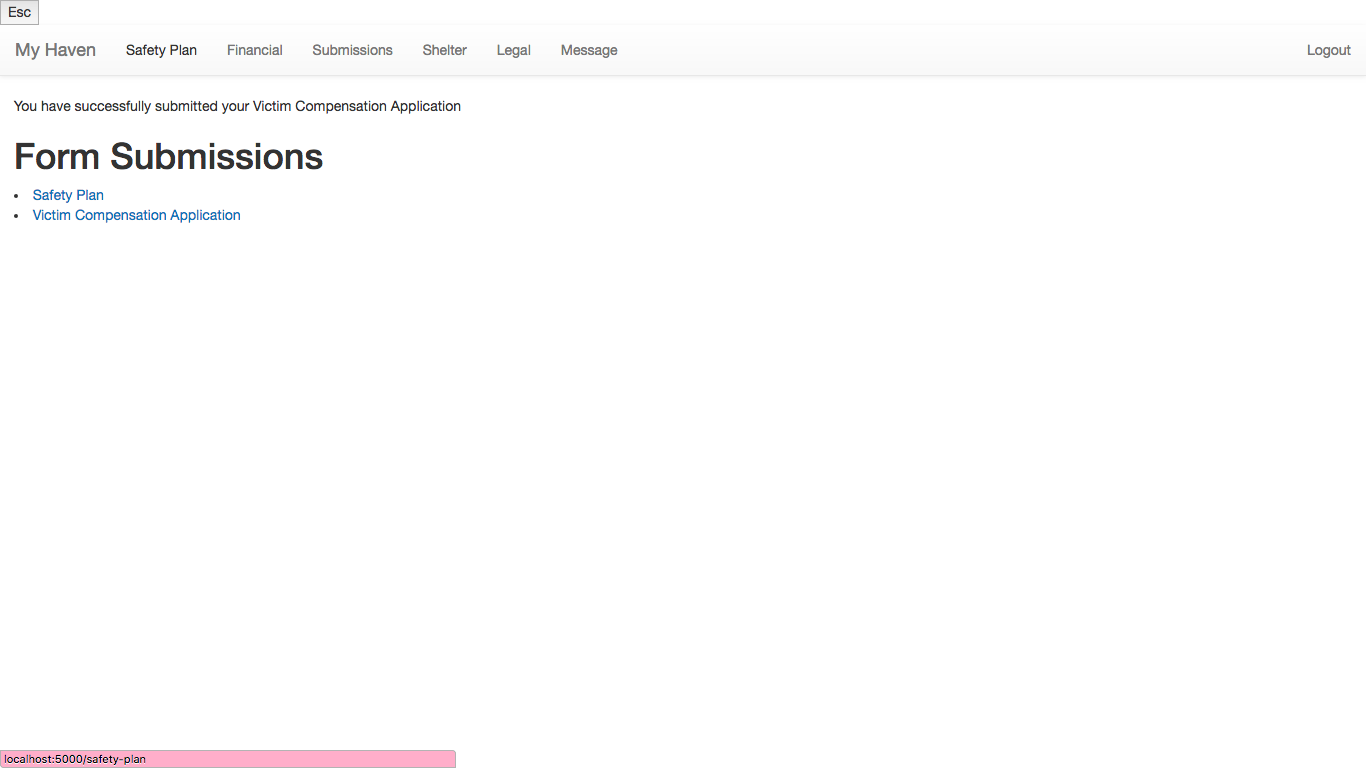 Esc
My Haven Safety Plan Financial Submissions Shelter Legal Message Logout
You have successfully submitted your Victim Compensation Application
Form Submissions
• Safety Plan
• Victim Compensation Application
localhost:5000/safety-plan